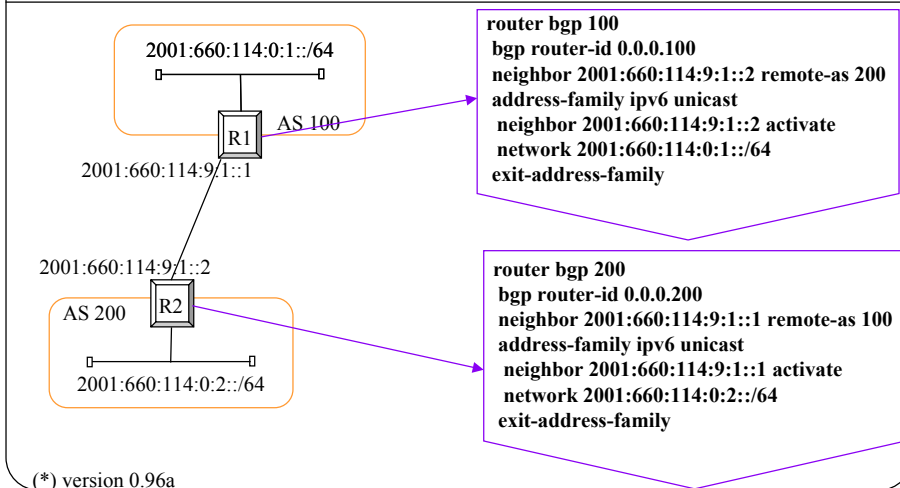 2001:660:114:0:1::/64
AS 100
R1
2001:660:114:9:1::1
2001:660:114:9:1::2
AS 200
R2
2001:660:114:0:2::/64
router bgp 100
bgp router-id 0.0.0.100
neighbor 2001:660:114:9:1::2 remote-as 200
address-family ipv6 unicast
neighbor 2001:660:114:9:1::2 activate
network 2001:660:114:0:1::/64
exit-address-family
router bgp 200
bgp router-id 0.0.0.200
neighbor 2001:660:114:9:1::1 remote-as 100
address-family ipv6 unicast
neighbor 2001:660:114:9:1::1 activate
network 2001:660:114:0:2::/64
exit-address-family
(*) version 0.96a